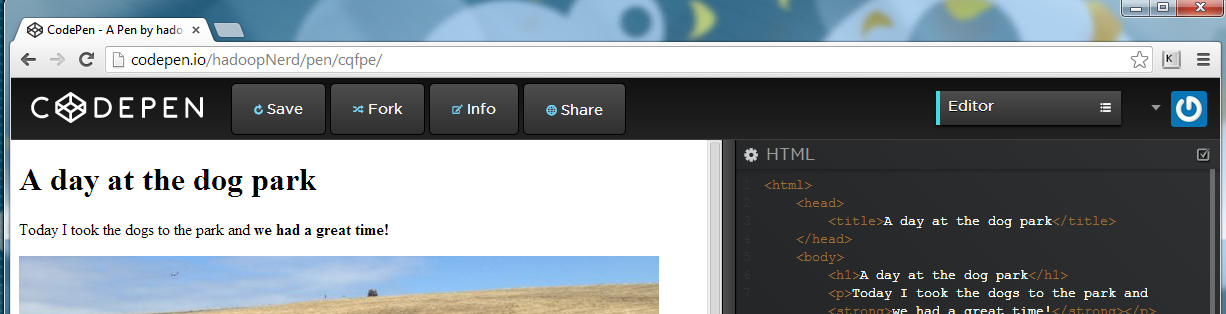 CodePen - A Pen by hado
codepen.io/hadoopNerd/pen/cqfpe/
K
CODEPEN
Save
Fork
Info
Share
Editor
A day at the dog park
Today I took the dogs to the park and we had a great time!
HTML
1 <html>
2 <head>
3 <title>A day at the dog park</title>
4 </head>
5 <body>
6 <h1>A day at the dog park</h1>
7 <p>Today I took the dogs to the park and
<strong>we had a great time!</strong></p>